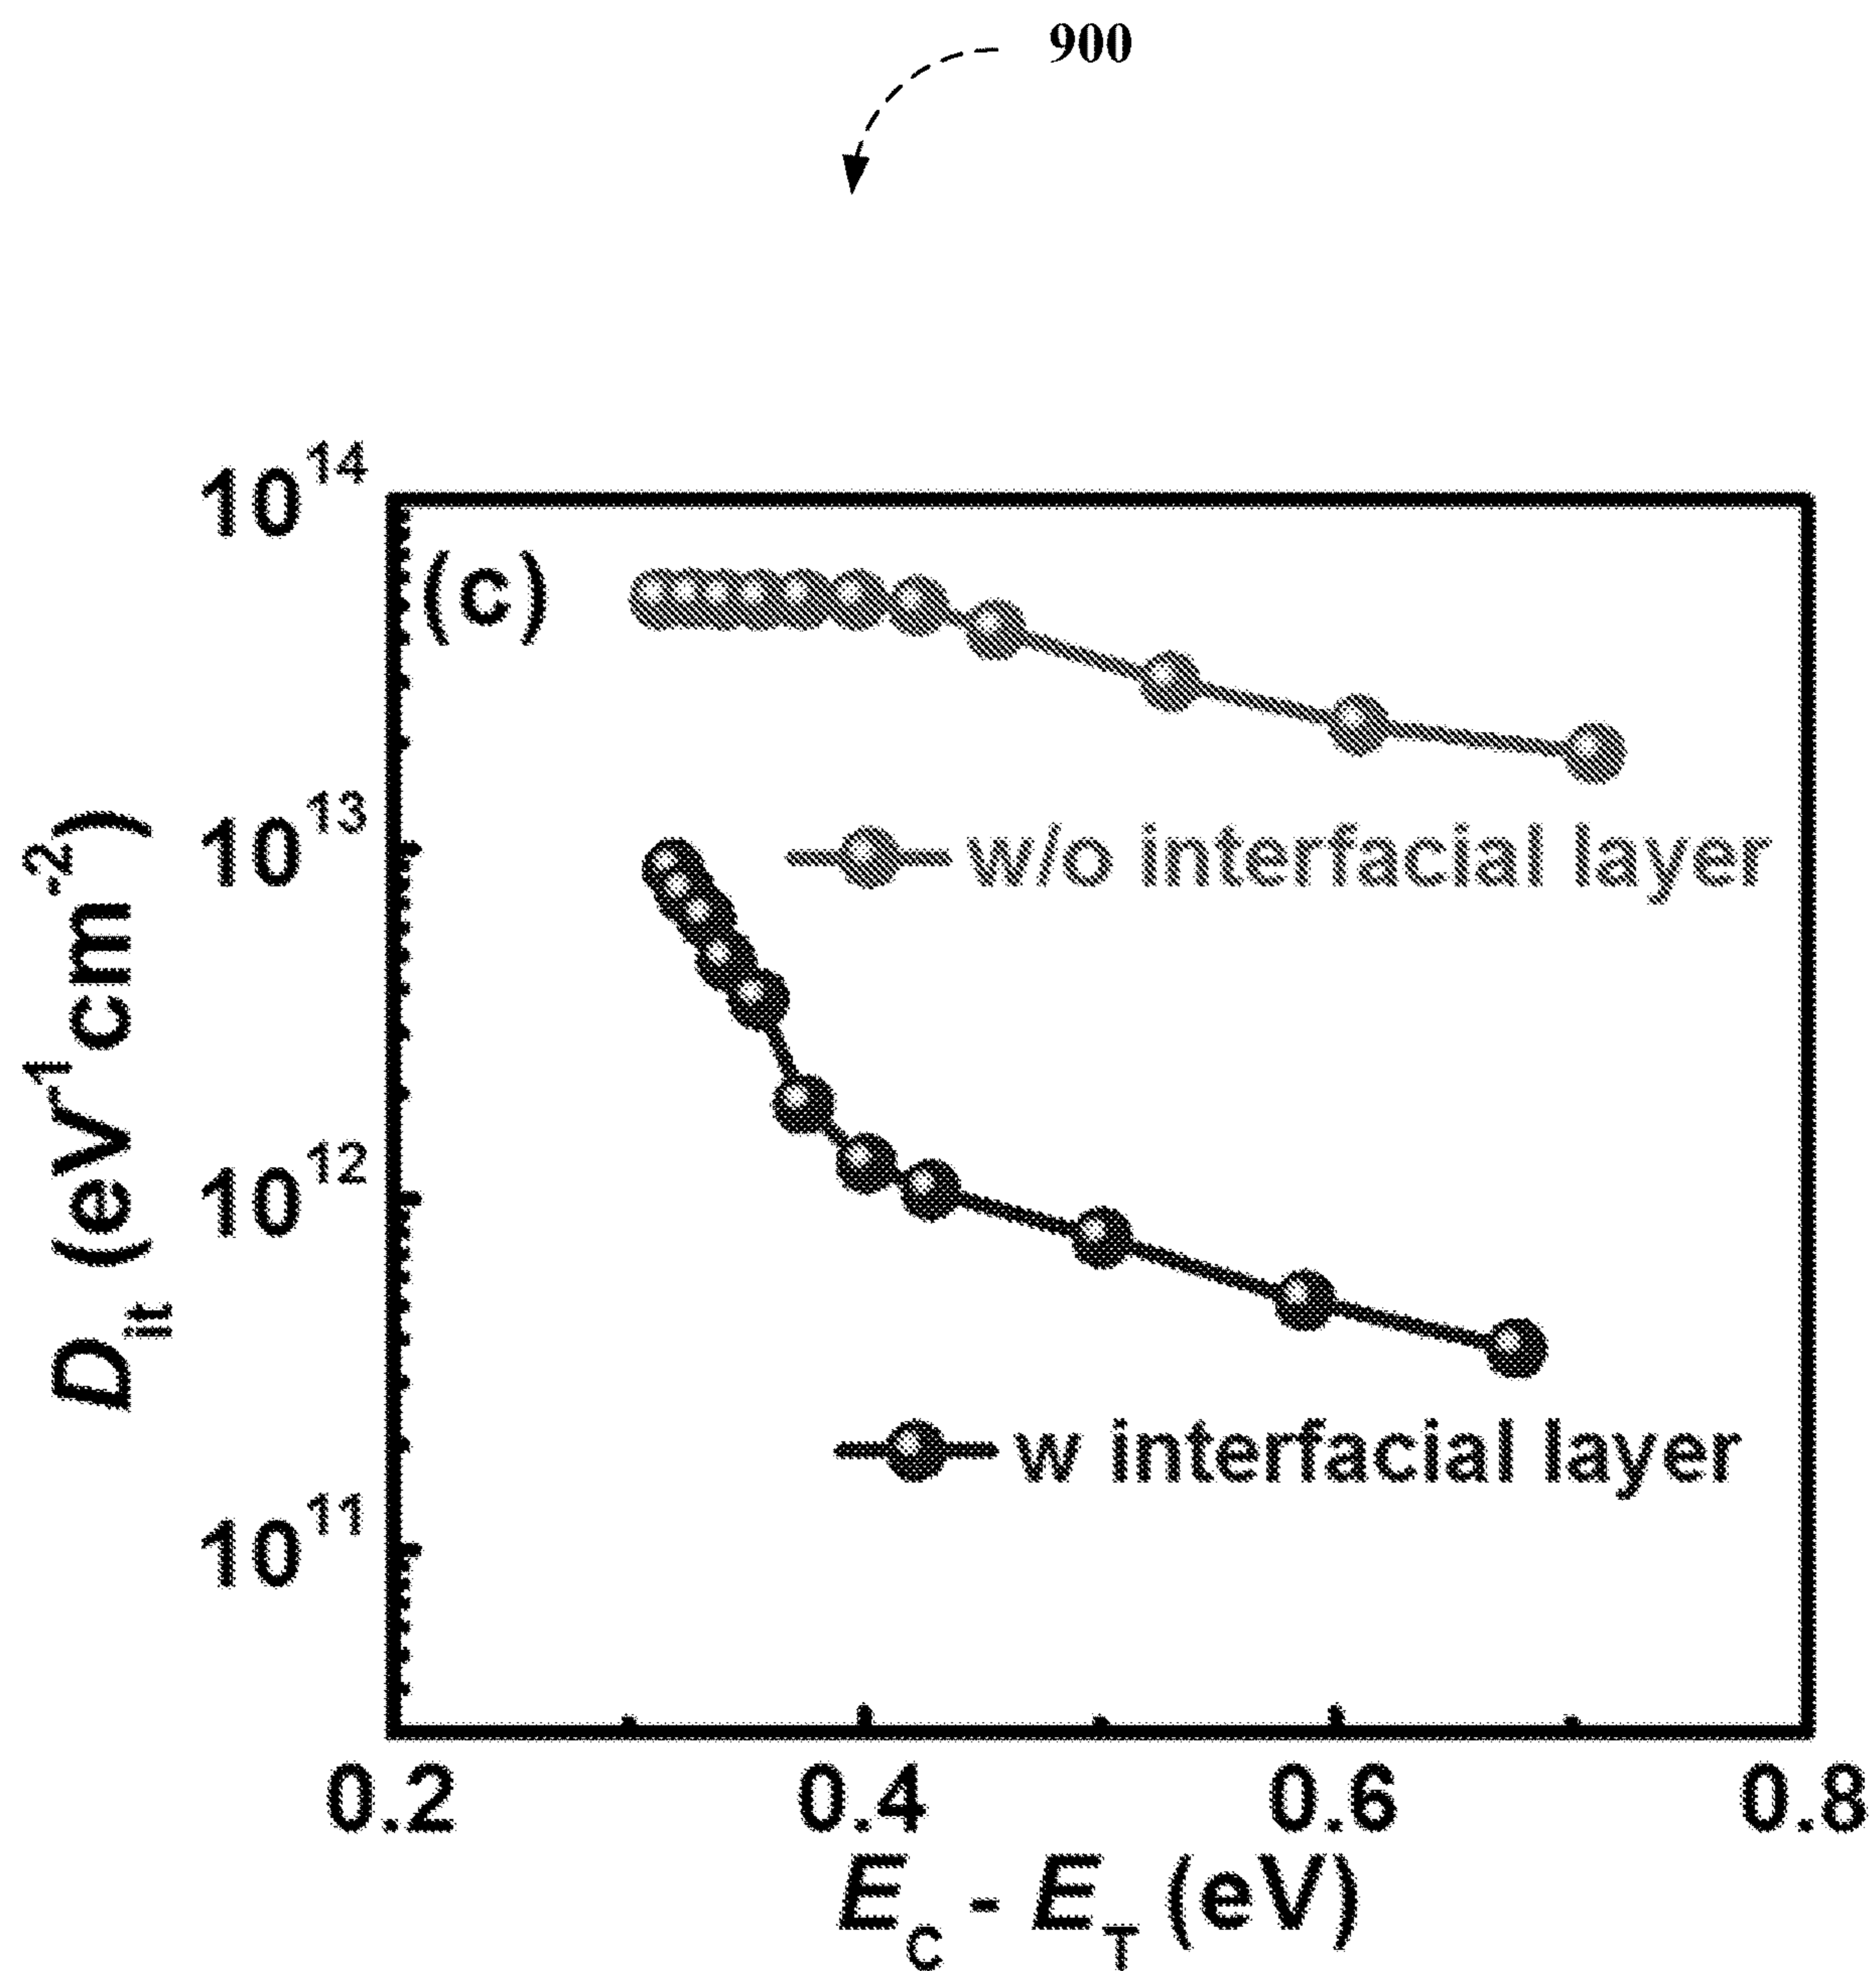 900
10^14
(c)
10^13
w/o interfacial layer
D_it (eV^-1cm^-2)
10^12
w interfacial layer
10^11
0.2 0.4 0.6 0.8
E_C - E_T (eV)